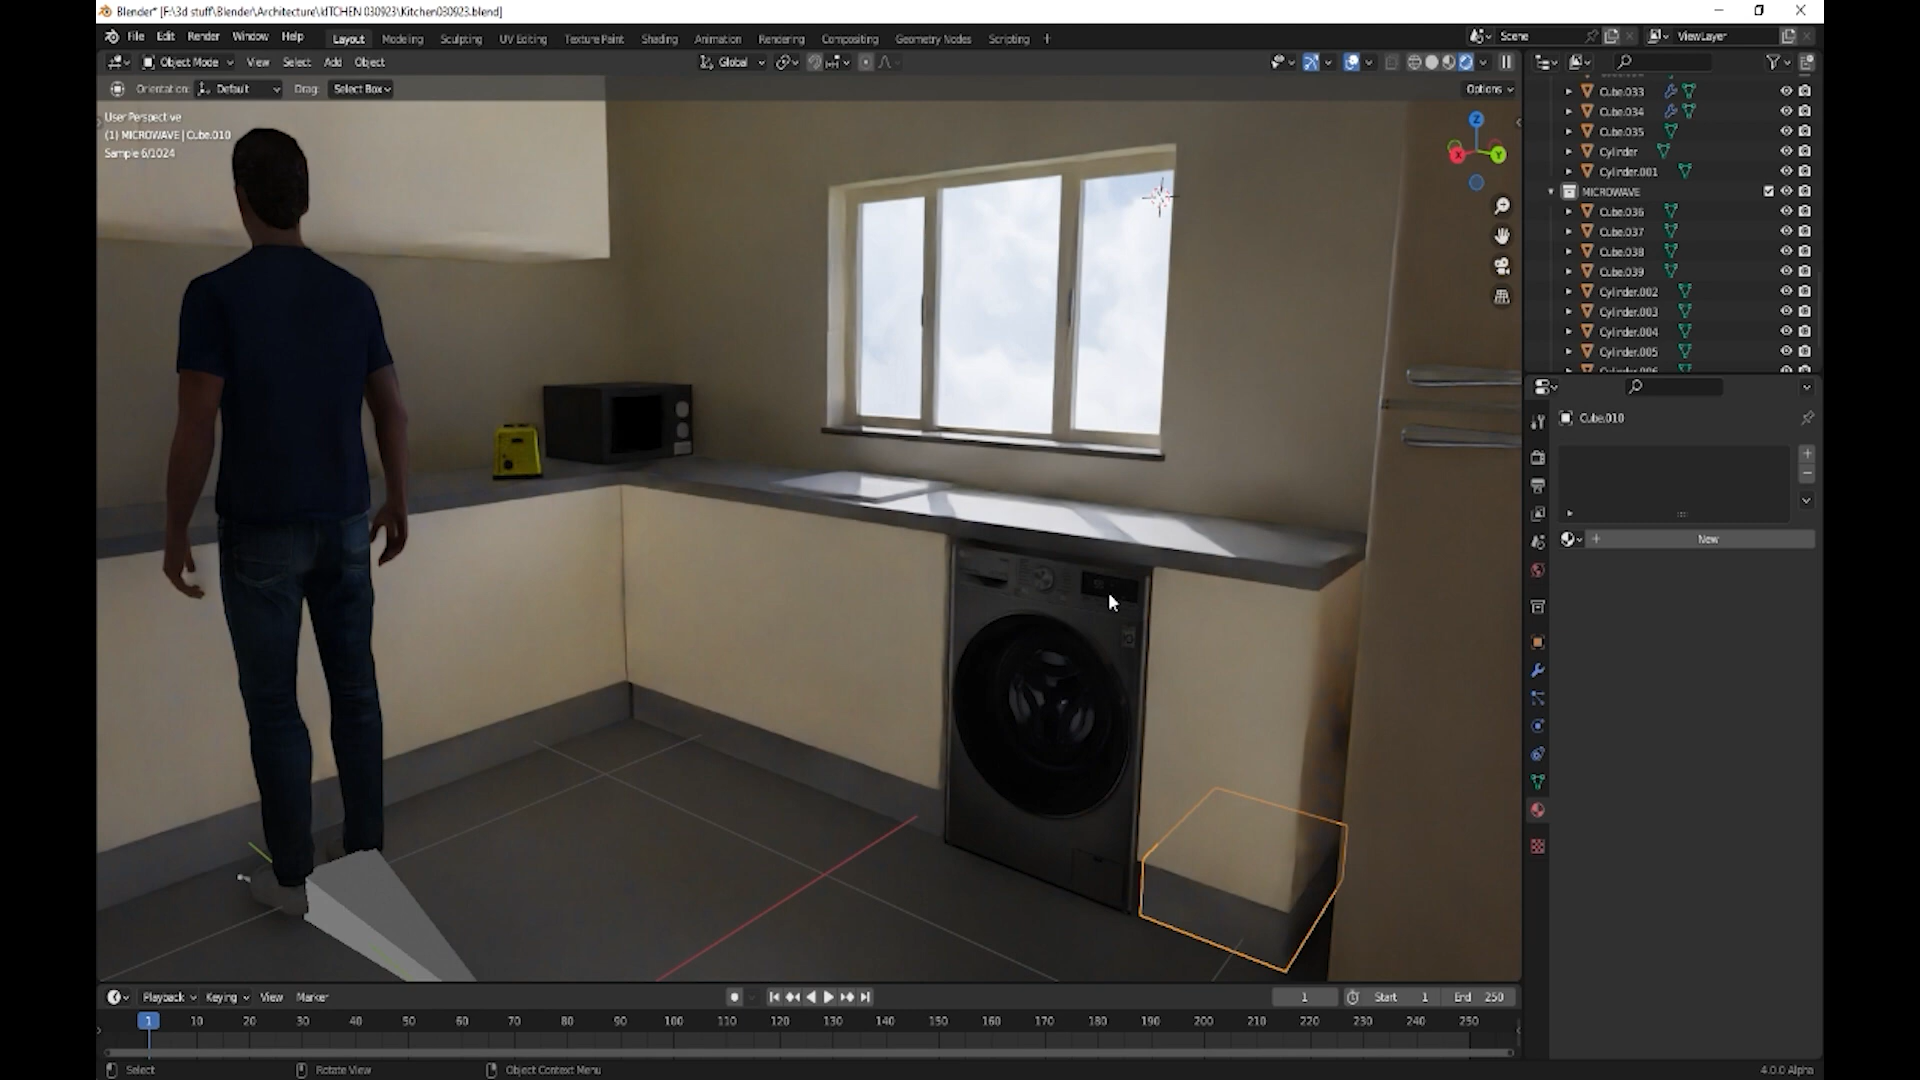 Blender* [F:\3d stuff\Blender\Architecture\kITCHEN 030923\Kitchen030923.blend]
File Edit Render Window Help Layout Modeling Sculpting UV Editing Texture Paint Shading Animation Rendering Compositing Geometry Nodes Scripting + Scene ViewLayer
Object Mode View Select Add Object Global
Orientation: Default Drag: Select Box Options
User Perspective
(1) MICROWAVE | Cube.010
Sample 6/1024
Z
X
Y
Cube.033
Cube.034
Cube.035
Cylinder
Cylinder.001
MICROWAVE
Cube.036
Cube.037
Cube.038
Cube.039
Cylinder.002
Cylinder.003
Cylinder.004
Cylinder.005
Cylinder.006
Cube.010
+ New
Playback Keying View Marker 1 Start 1 End 250
1 10 20 30 40 50 60 70 80 90 100 110 120 130 140 150 160 170 180 190 200 210 220 230 240 250
Select Rotate View Object Context Menu 4.0.0 Alpha